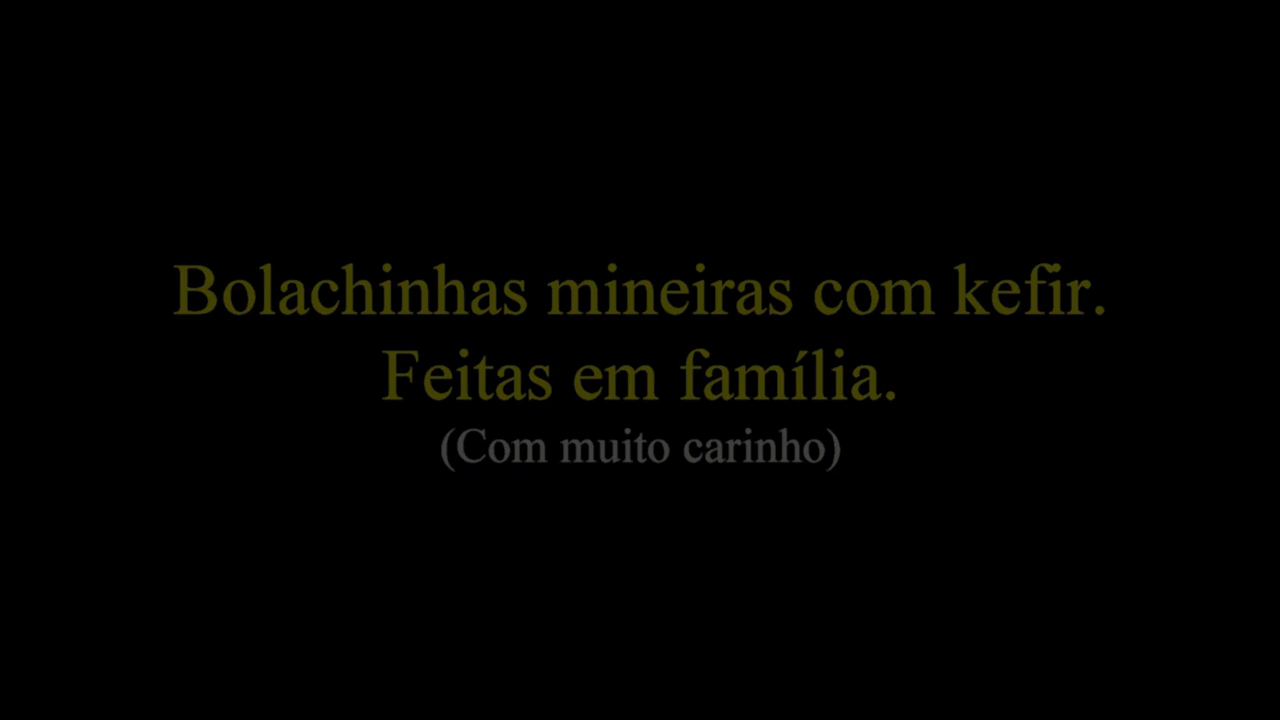 Bolachinhas mineiras com kefir.
Feitas em família.
(Com muito carinho)